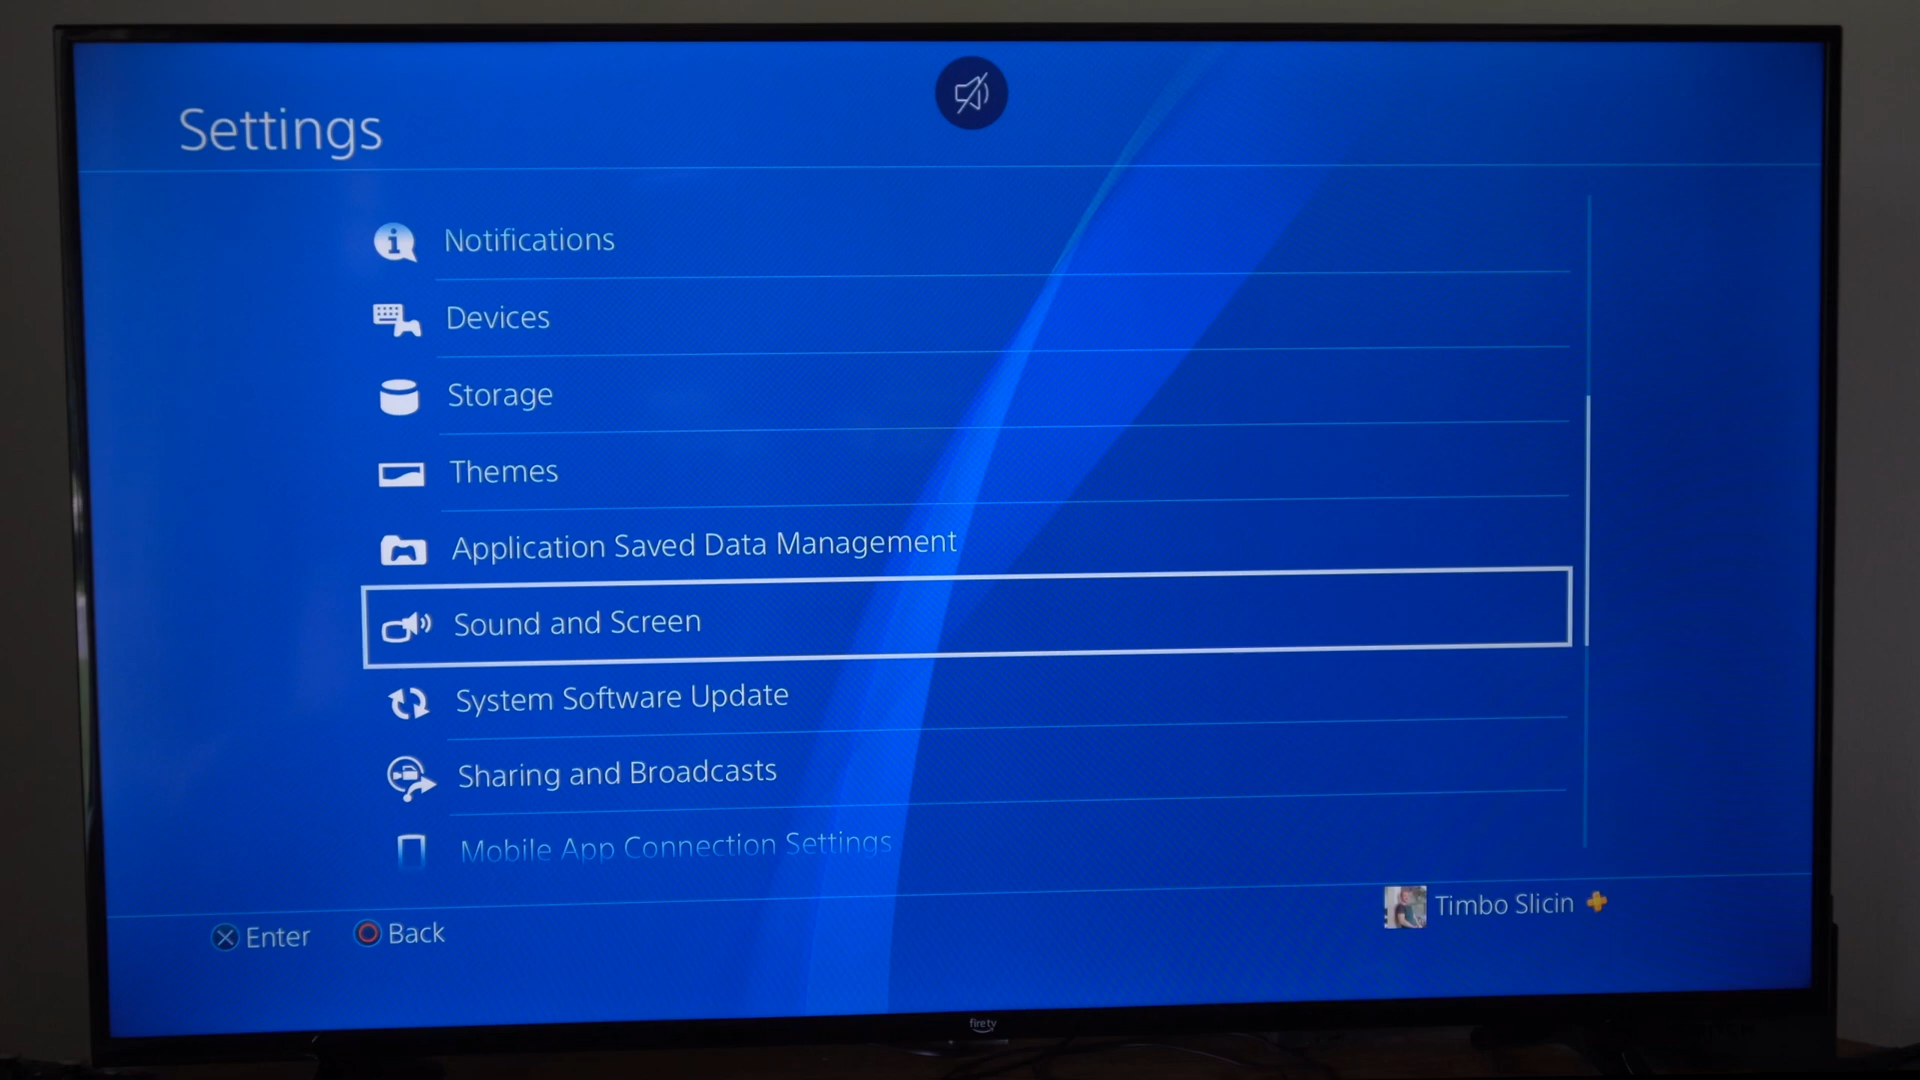 Settings
Notifications
Devices
Storage
Themes
Application Saved Data Management
Sound and Screen
System Software Update
Sharing and Broadcasts
Mobile App Connection Settings
Timbo Slicin
Enter Back
firetv